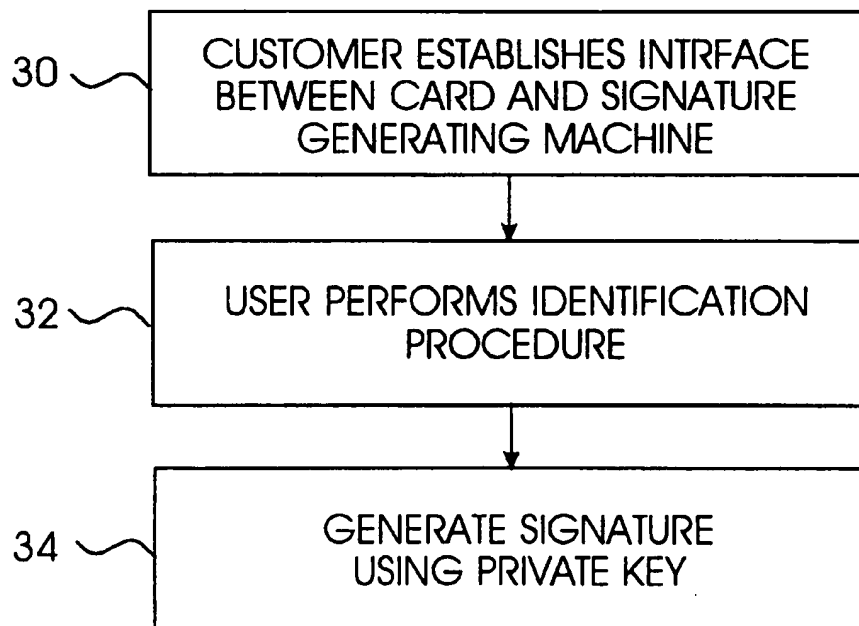 30
CUSTOMER ESTABLISHES INTRFACE
BETWEEN CARD AND SIGNATURE
GENERATING MACHINE
32
USER PERFORMS IDENTIFICATION
PROCEDURE
34
GENERATE SIGNATURE
USING PRIVATE KEY